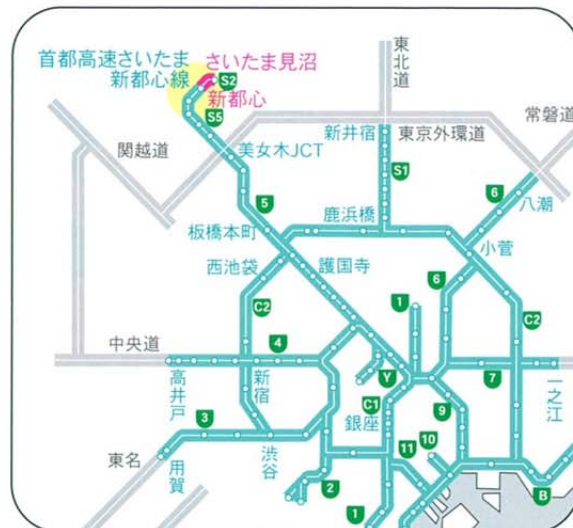 首都高速さいたま
新都心線
さいたま見沼
S2
新都心
S5
東北道
常磐道
新井宿
東京外環道
関越道
美女木JCT
S1
6
八潮
5
鹿浜橋
板橋本町
小菅
西池袋
護国寺
6
1
C2
C2
中央道
4
Y
7
高井戸
新宿
C1
銀座
9
一之江
3
11
10
東名
用賀
渋谷
2
1
B